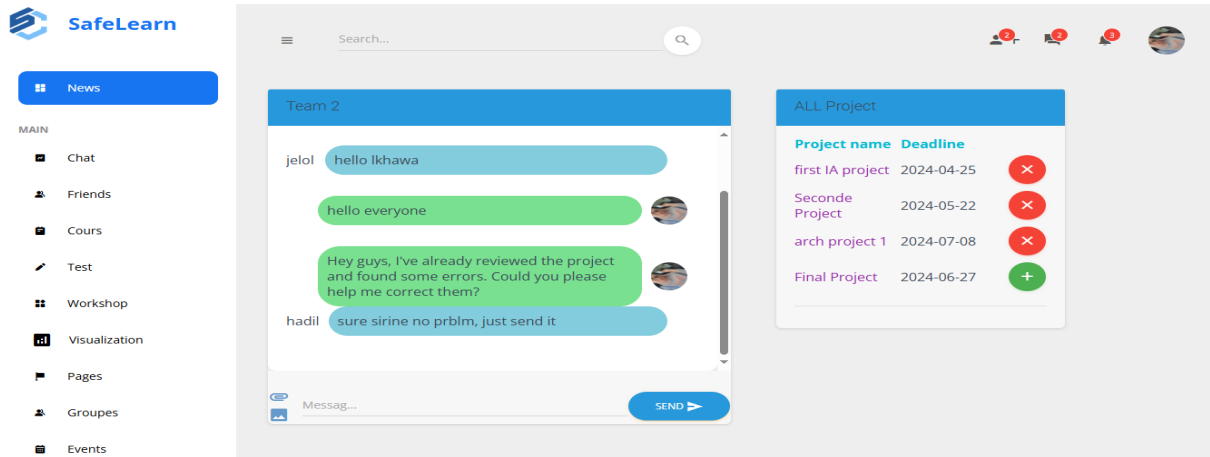 SafeLearn
Search...
2
2
3
News
MAIN
Chat
Friends
Cours
Test
Workshop
Visualization
Pages
Groupes
Events
Team 2
jelol hello lkhawa
hello everyone
Hey guys, I've already reviewed the project
and found some errors. Could you please
help me correct them?
hadil sure sirine no prblm, just send it
Messag...
SEND
ALL Project
Project name Deadline
first IA project 2024-04-25
Seconde
Project 2024-05-22
arch project 1 2024-07-08
Final Project 2024-06-27